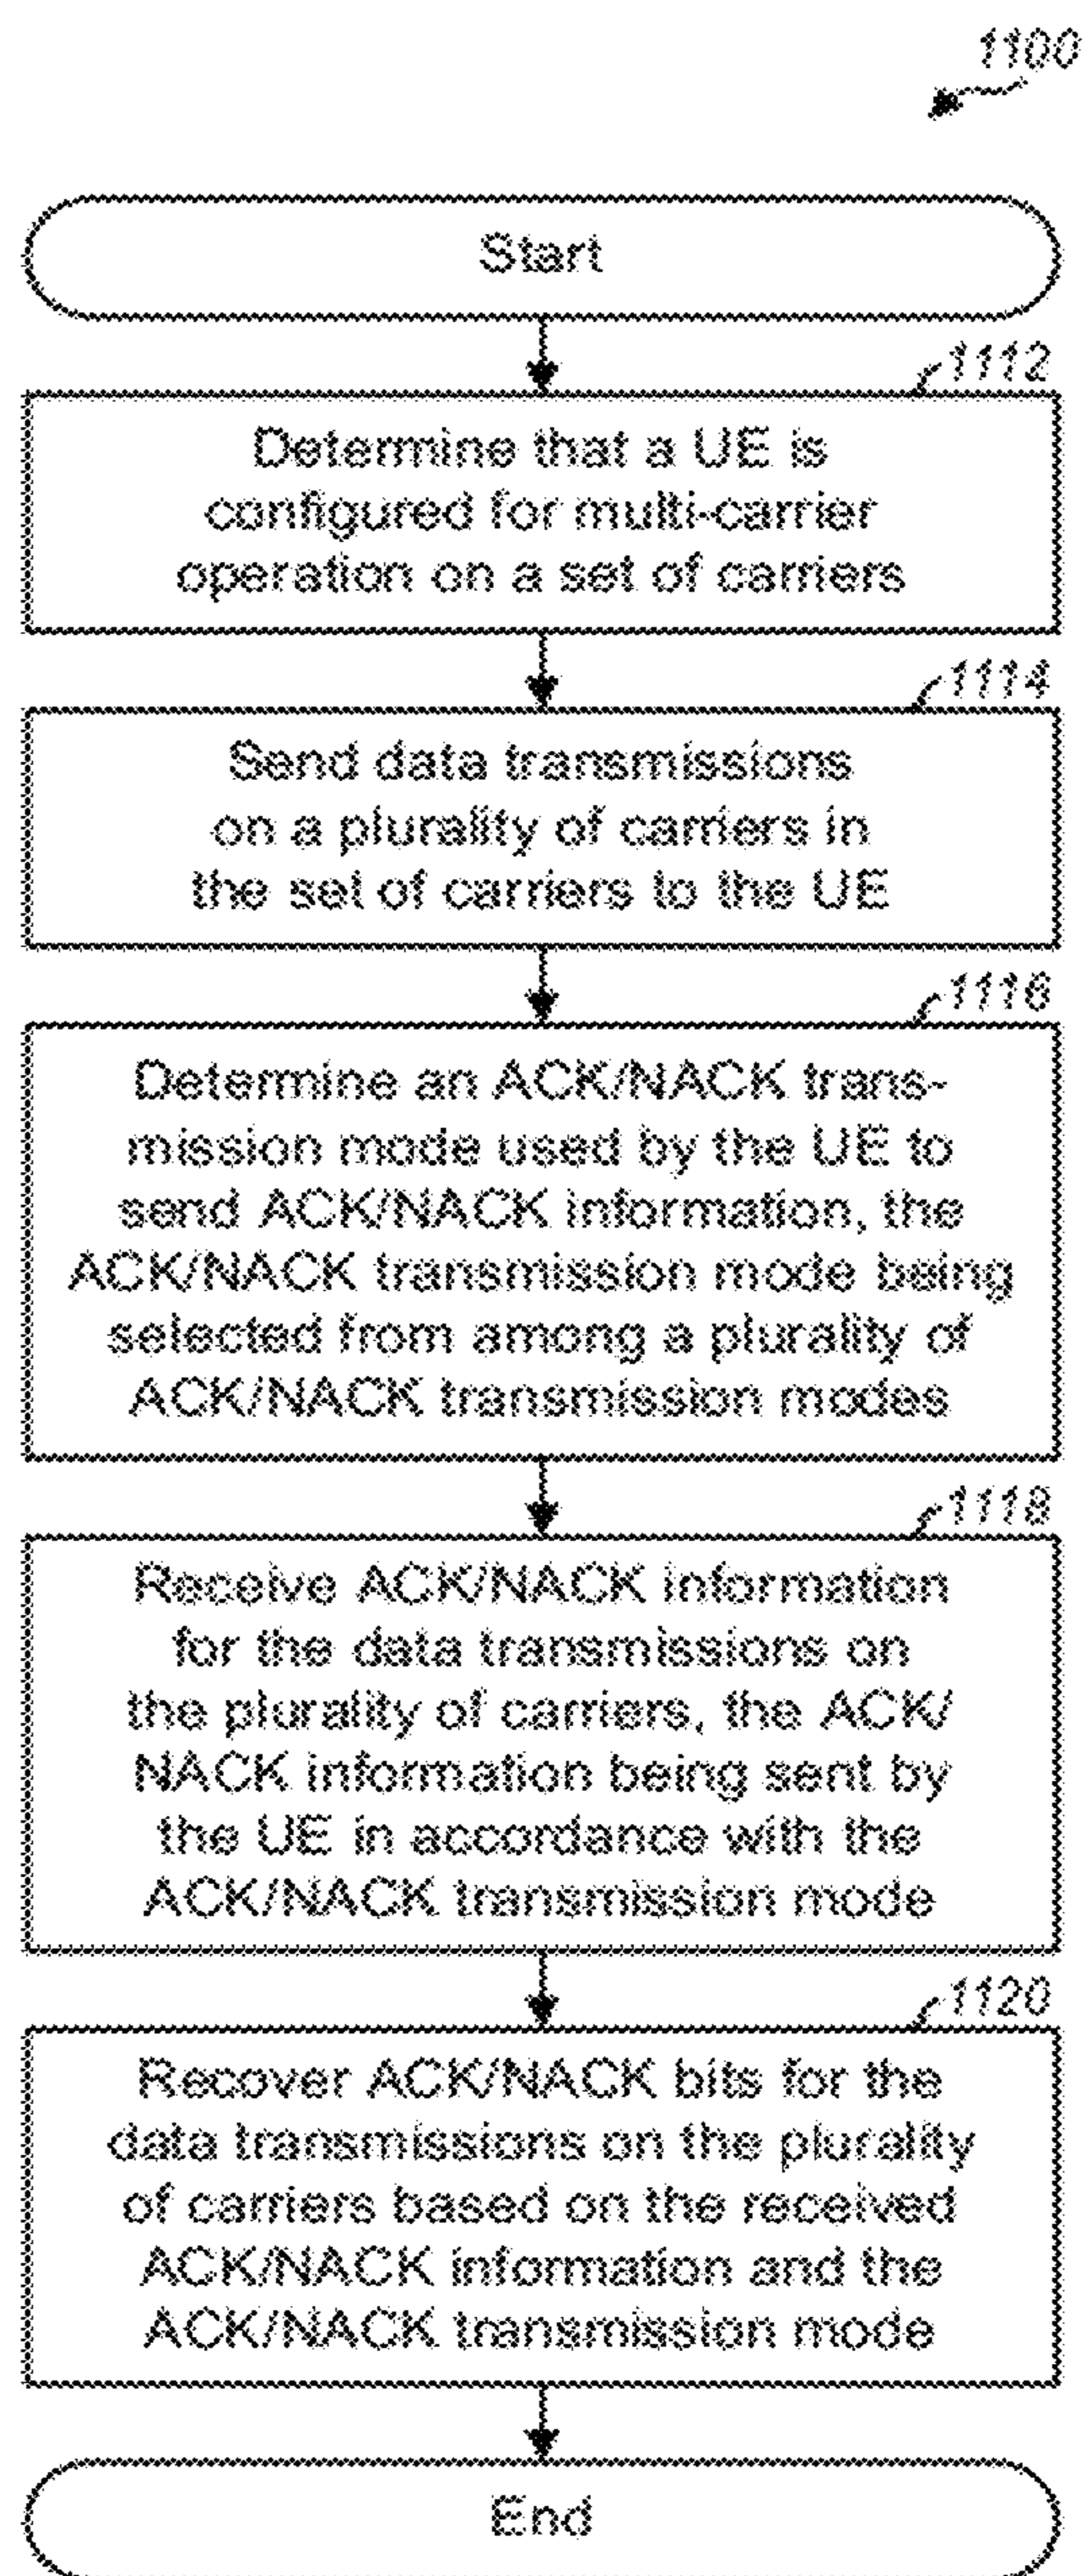 1100
Start
1112
Determine that a UE is
configured for multi-carrier
operation on a set of carriers
1114
Send data transmissions
on a plurality of carriers in
the set of carriers to the UE
1116
Determine an ACK/NACK trans-
mission mode used by the UE to
send ACK/NACK information, the
ACK/NACK transmission mode being
selected from among a plurality of
ACK/NACK transmission modes
1118
Receive ACK/NACK information
for the data transmissions on
the plurality of carriers, the ACK/
NACK information being sent by
the UE in accordance with the
ACK/NACK transmission mode
1120
Recover ACK/NACK bits for the
data transmissions on the plurality
of carriers based on the received
ACK/NACK information and the
ACK/NACK transmission mode
End